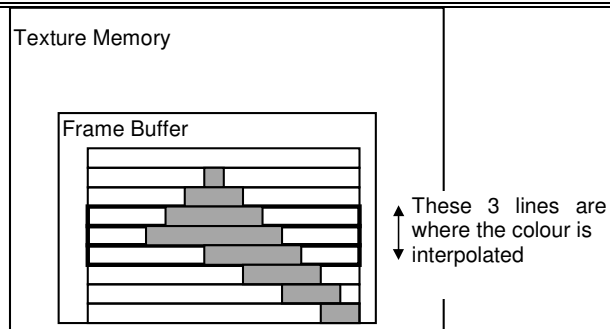 Texture Memory
Frame Buffer
These 3 lines are
where the colour is
interpolated